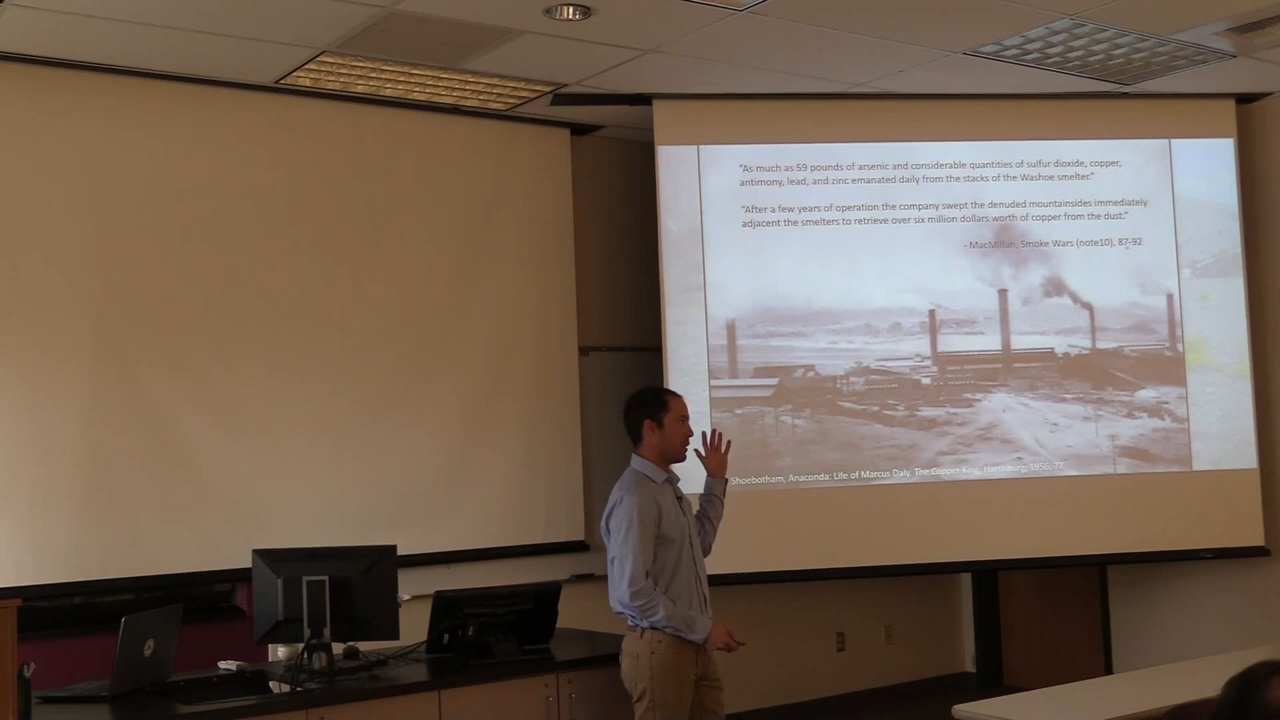 "As much as 59 pounds of arsenic and considerable quantities of sulfur dioxide, copper,
antimony, lead, and zinc emanated daily from the stacks of the Washoe smelter."
"After a few years of operation the company swept the denuded mountainsides immediately
adjacent the smelters to retrieve over six million dollars worth of copper from the dust."
- MacMillan, Smoke Wars (note10), 87-92
Shoebotham, Anaconda: Life of Marcus Daly, The Copper King, Harrisburg, 1956, 77